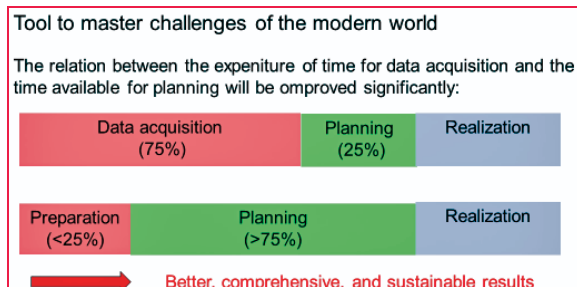 Tool to master challenges of the modern world
The relation between the expeniture of time for data acquisition and the
time available for planning will be omproved significantly:
Data acquisition Planning Realization
(75%) (25%)
Preparation Planning Realization
(<25%) (>75%)
Better, comprehensive, and sustainable results